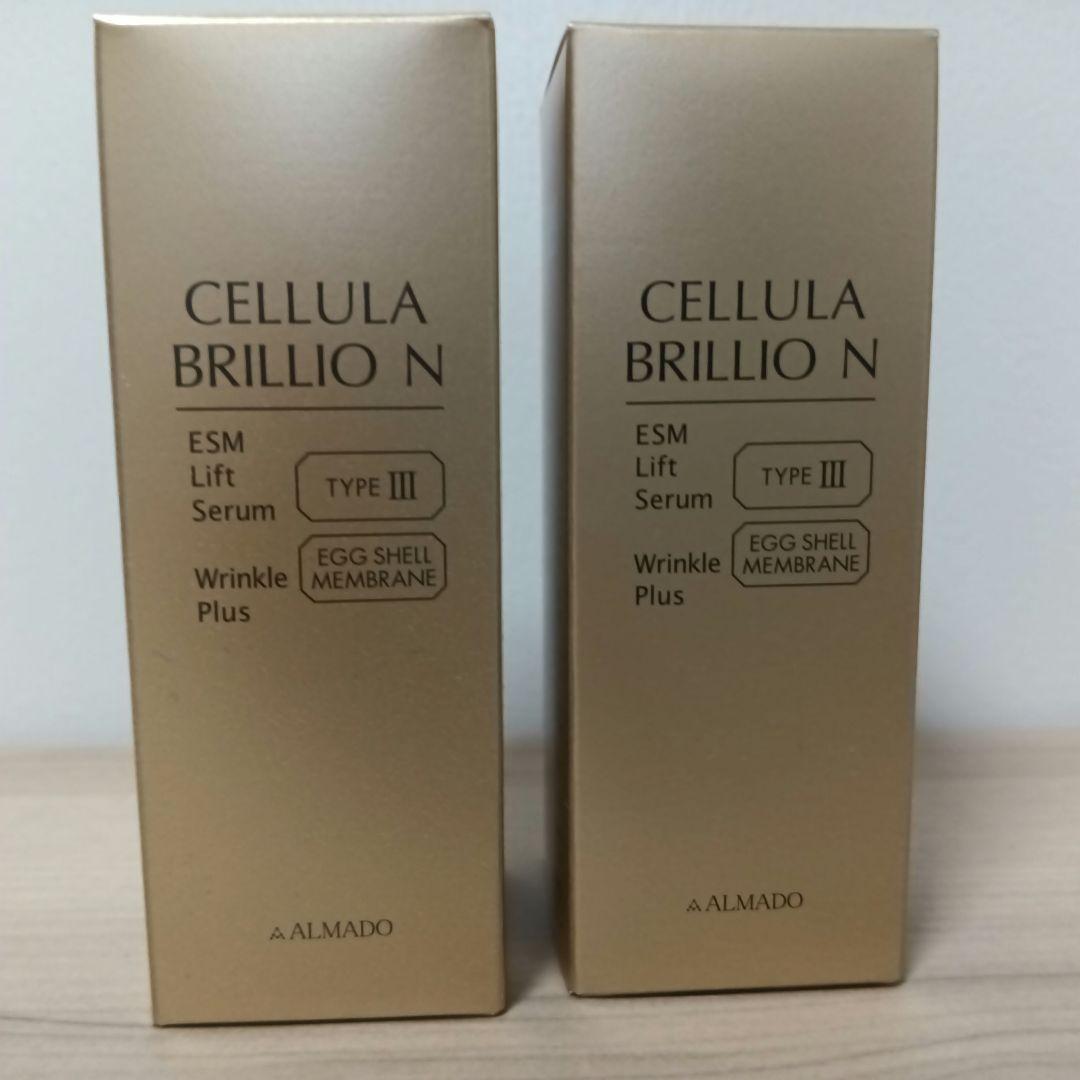 CELLULA
BRILLIO N
ESM
Lift
Serum
TYPE III
Wrinkle
Plus
EGG SHELL
MEMBRANE
ALMADO
CELLULA
BRILLIO N
ESM
Lift
Serum
TYPE III
Wrinkle
Plus
EGG SHELL
MEMBRANE
ALMADO